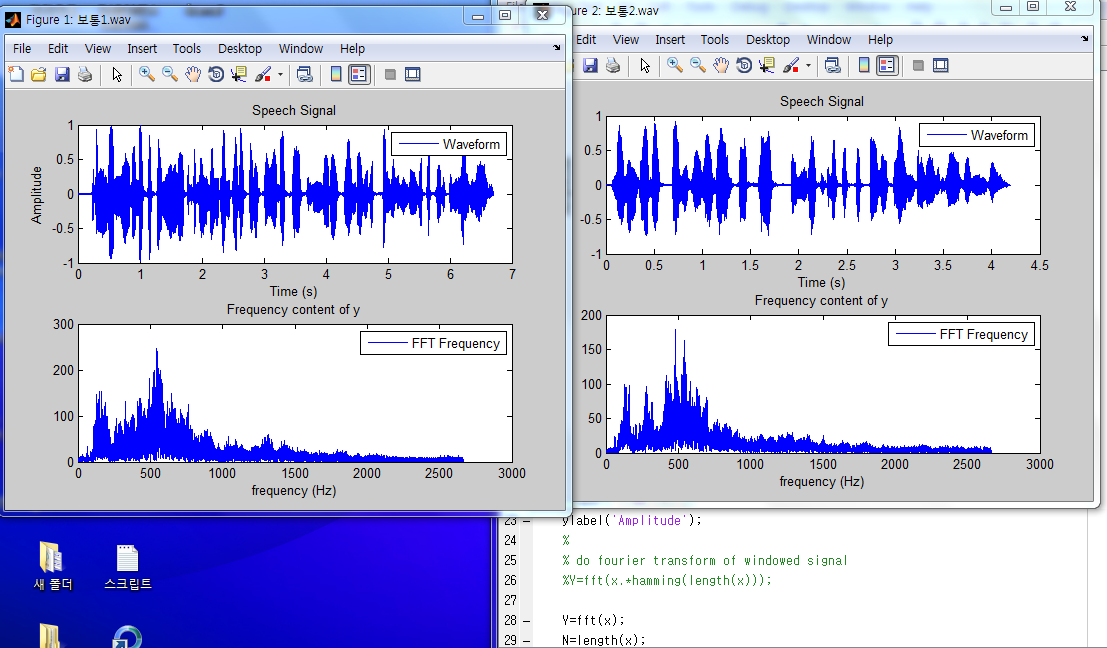 Figure 1: 보통1.wav
File Edit View Insert Tools Desktop Window Help
Speech Signal
Amplitude
1
0.5
0
-0.5
-1
Waveform
0 1 2 3 4 5 6 7
Time (s)
Frequency content of y
300
200
100
0
FFT Frequency
0 500 1000 1500 2000 2500 3000
frequency (Hz)
ure 2: 보통2.wav
Edit View Insert Tools Desktop Window Help
Speech Signal
1
0.5
0
-0.5
-1
Waveform
0 0.5 1 1.5 2 2.5 3 3.5 4 4.5
Time (s)
Frequency content of y
200
150
100
50
0
FFT Frequency
0 500 1000 1500 2000 2500 3000
frequency (Hz)
23 – ylabel('Amplitude');
24 %
25 % do fourier transform of windowed signal
26 %Y=fft(x.*hamming(length(x)));
27
28 – Y=fft(x);
29 – N=length(x);
새 폴더
스크립트